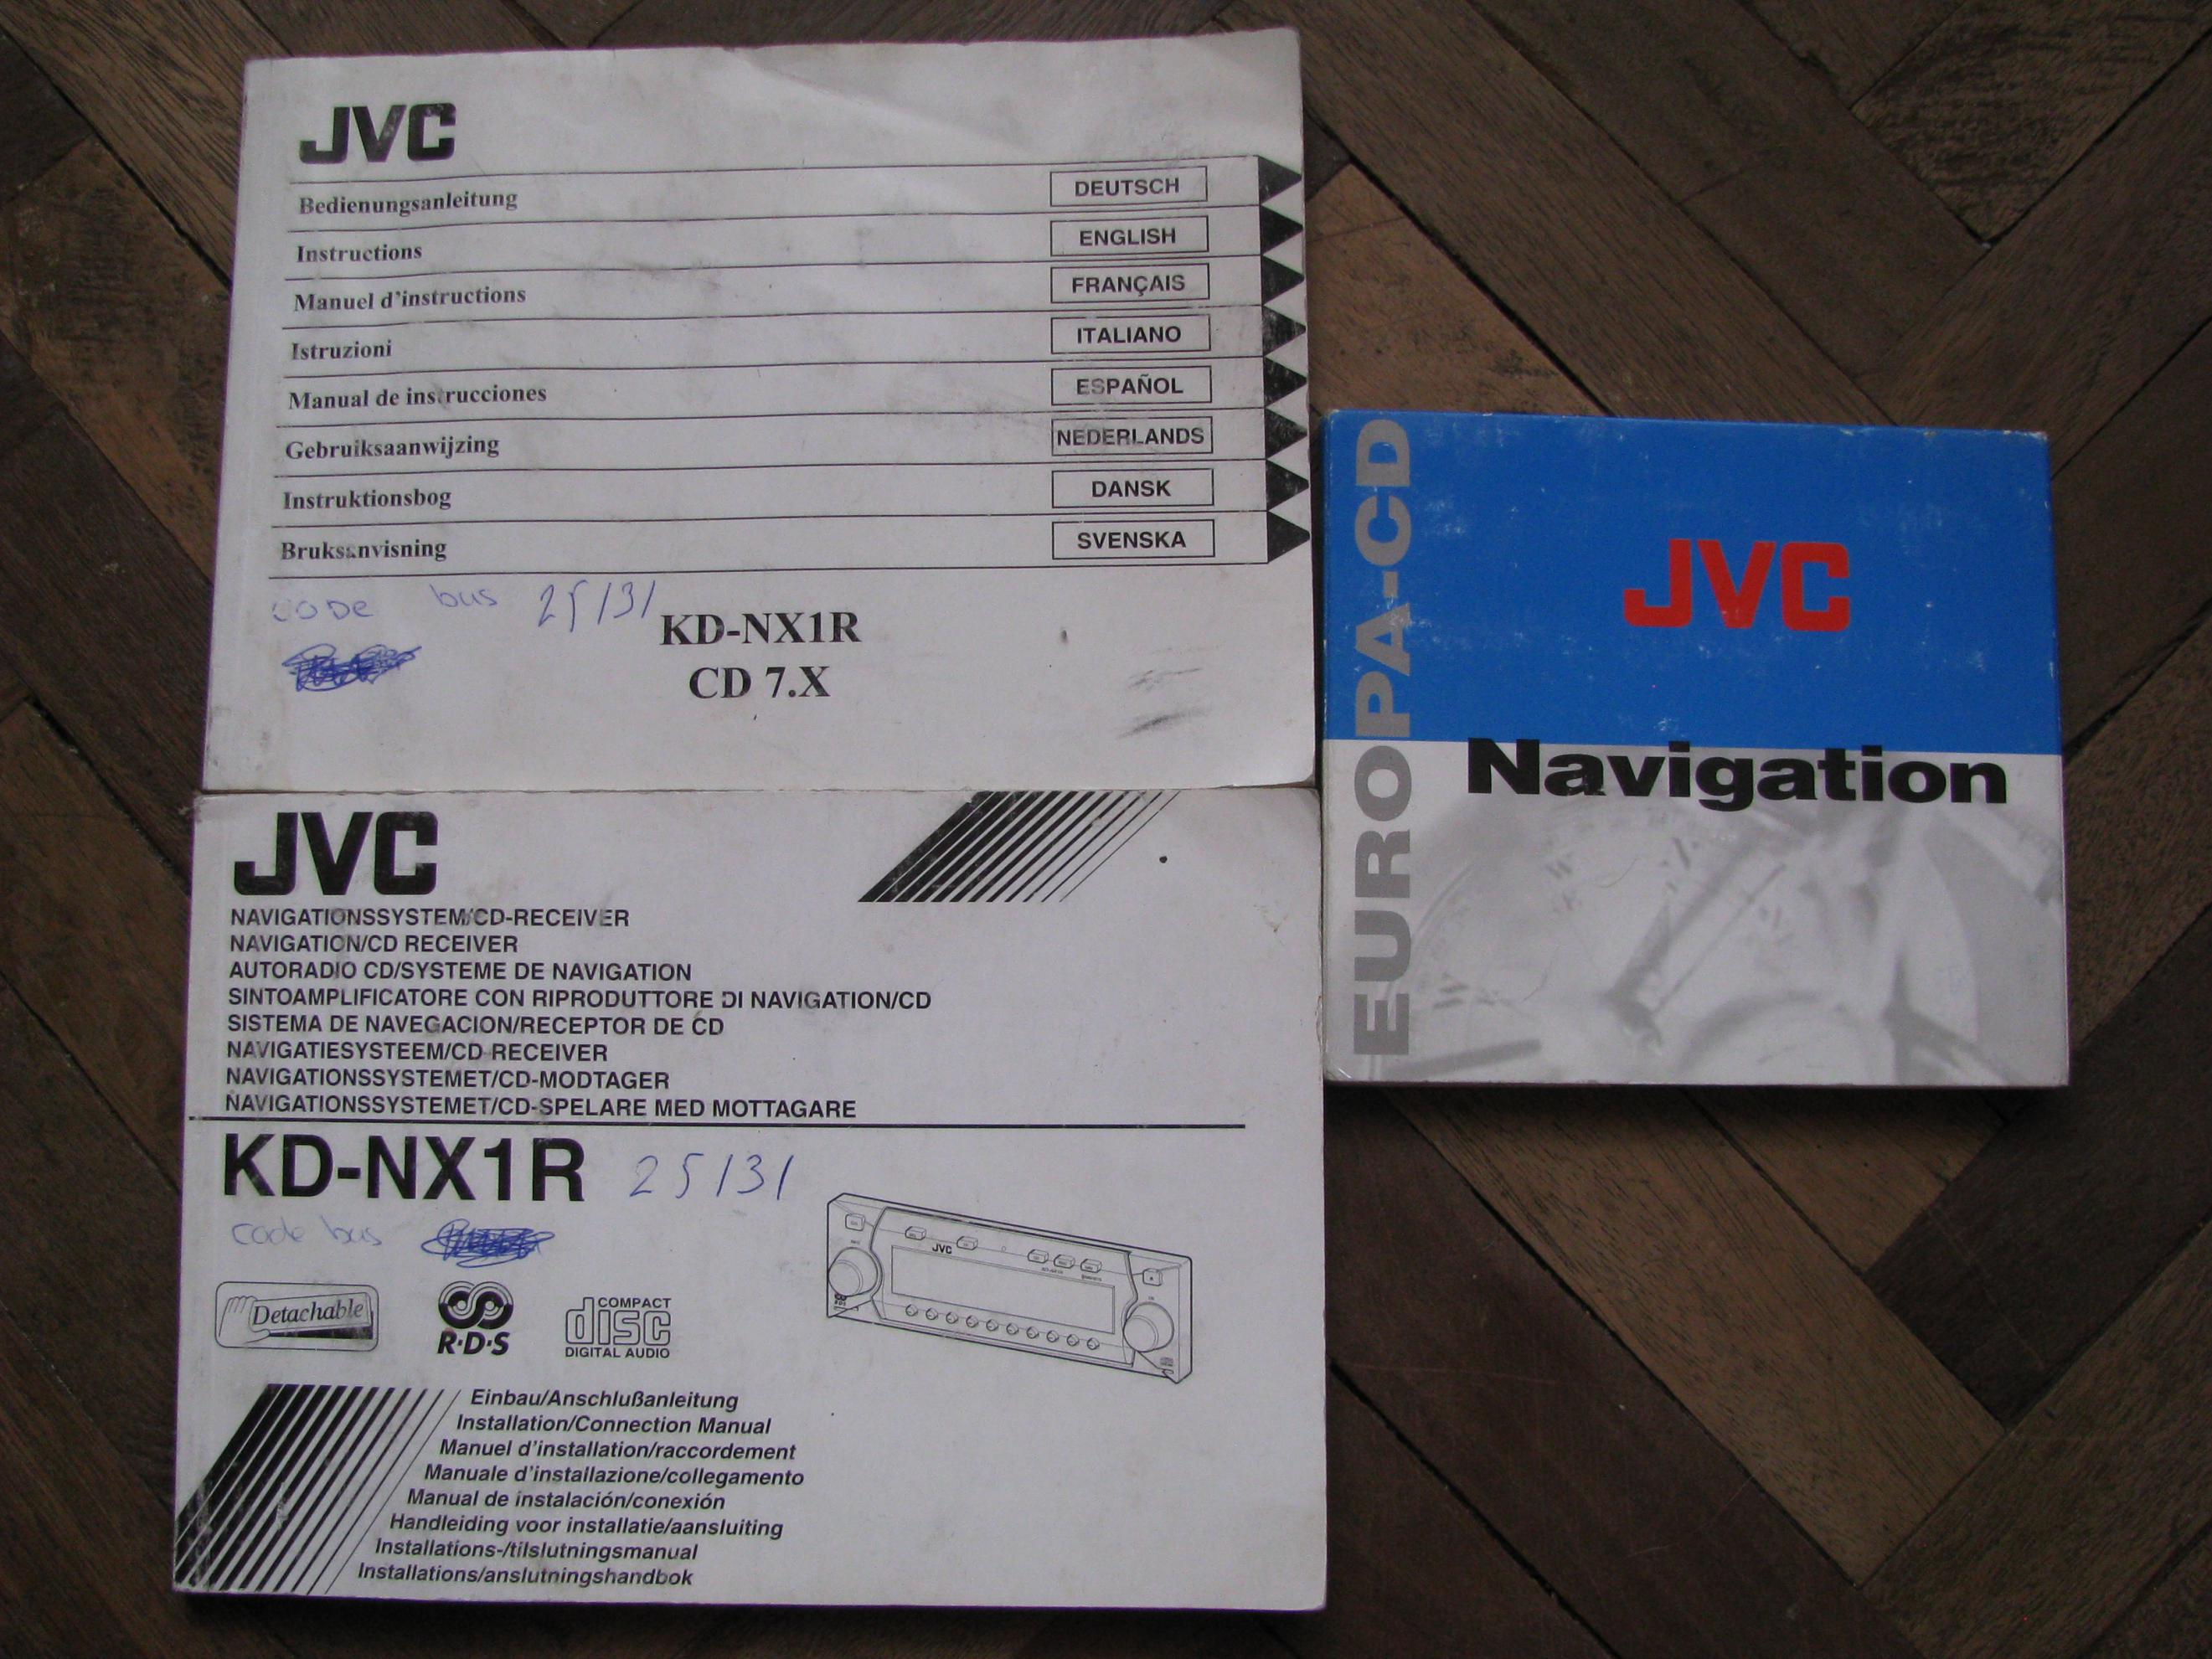 JVC
Bedienungsanleitung DEUTSCH
Instructions ENGLISH
Manuel d'instructions FRANÇAIS
Istruzioni ITALIANO
Manual de instrucciones ESPAÑOL
Gebruiksaanwijzing NEDERLANDS
Instruktionsbog DANSK
Bruksanvisning SVENSKA
CODE bus 25131
KD-NX1R
CD 7.X
JVC
NAVIGATIONSSYSTEM/CD-RECEIVER
NAVIGATION/CD RECEIVER
AUTORADIO CD/SYSTEME DE NAVIGATION
SINTOAMPLIFICATORE CON RIPRODUTTORE DI NAVIGATION/CD
SISTEMA DE NAVEGACION/RECEPTOR DE CD
NAVIGATIESYSTEEM/CD-RECEIVER
NAVIGATIONSSYSTEMET/CD-MODTAGER
NAVIGATIONSSYSTEMET/CD-SPELARE MED MOTTAGARE
KD-NX1R 25131
code bus
Detachable
R·D·S
COMPACT
disc
DIGITAL AUDIO
JVC
Einbau/Anschlußanleitung
Installation/Connection Manual
Manuel d'installation/raccordement
Manuale d'installazione/collegamento
Manual de instalación/conexión
Handleiding voor installatie/aansluiting
Installations-/tilslutningsmanual
Installations/anslutningshandbok
EUROPA-CD
JVC
Navigation